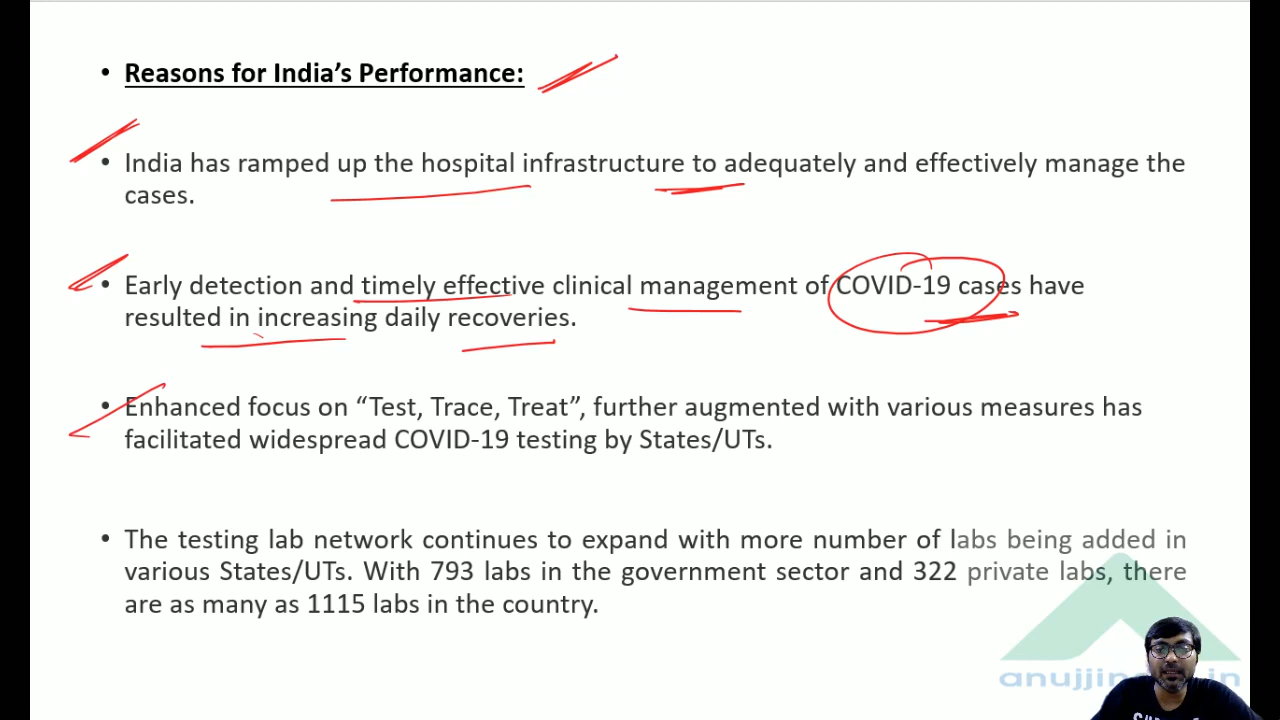 • Reasons for India’s Performance:
• India has ramped up the hospital infrastructure to adequately and effectively manage the
cases.
• Early detection and timely effective clinical management of COVID-19 cases have
resulted in increasing daily recoveries.
• Enhanced focus on “Test, Trace, Treat”, further augmented with various measures has
facilitated widespread COVID-19 testing by States/UTs.
• The testing lab network continues to expand with more number of labs being added in
various States/UTs. With 793 labs in the government sector and 322 private labs, there
are as many as 1115 labs in the country.